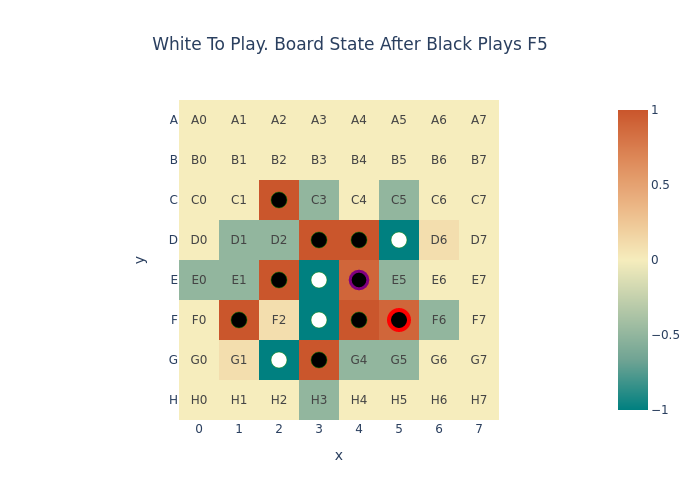 White To Play. Board State After Black Plays F5
A A0 A1 A2 A3 A4 A5 A6 A7
B B0 B1 B2 B3 B4 B5 B6 B7
C C0 C1 C3 C4 C5 C6 C7
D D0 D1 D2 D6 D7
E E0 E1 E5 E6 E7
F F0 F2 F6 F7
G G0 G1 G4 G5 G6 G7
H H0 H1 H2 H3 H4 H5 H6 H7
0 1 2 3 4 5 6 7
x
y
1
0.5
0
−0.5
−1